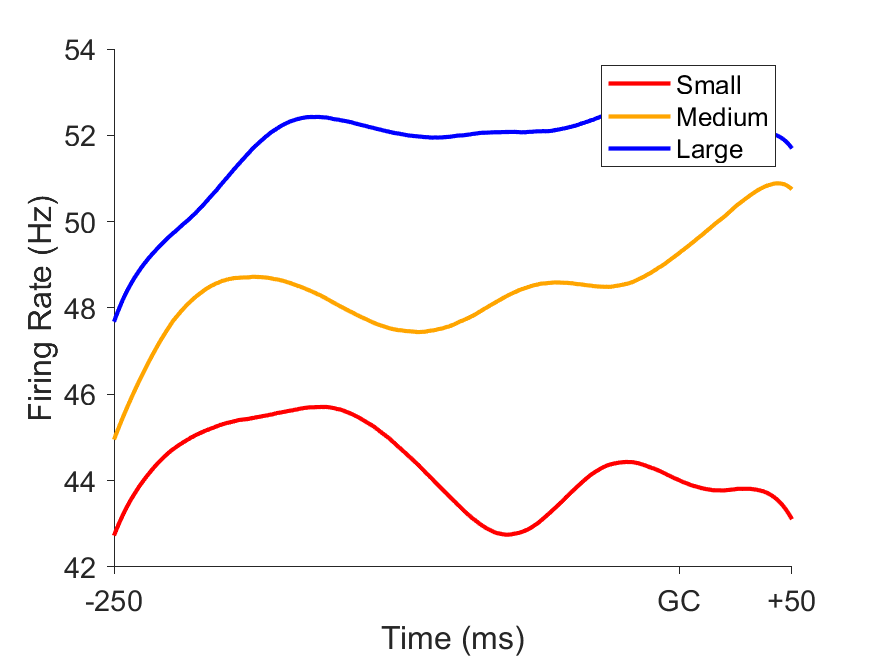 54
52
50
48
46
44
42
Firing Rate (Hz)
Small
Medium
Large
-250
GC
+50
Time (ms)